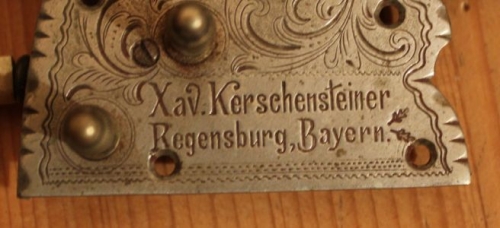 Xav. Kerschensteiner
Regensburg, Bayern.